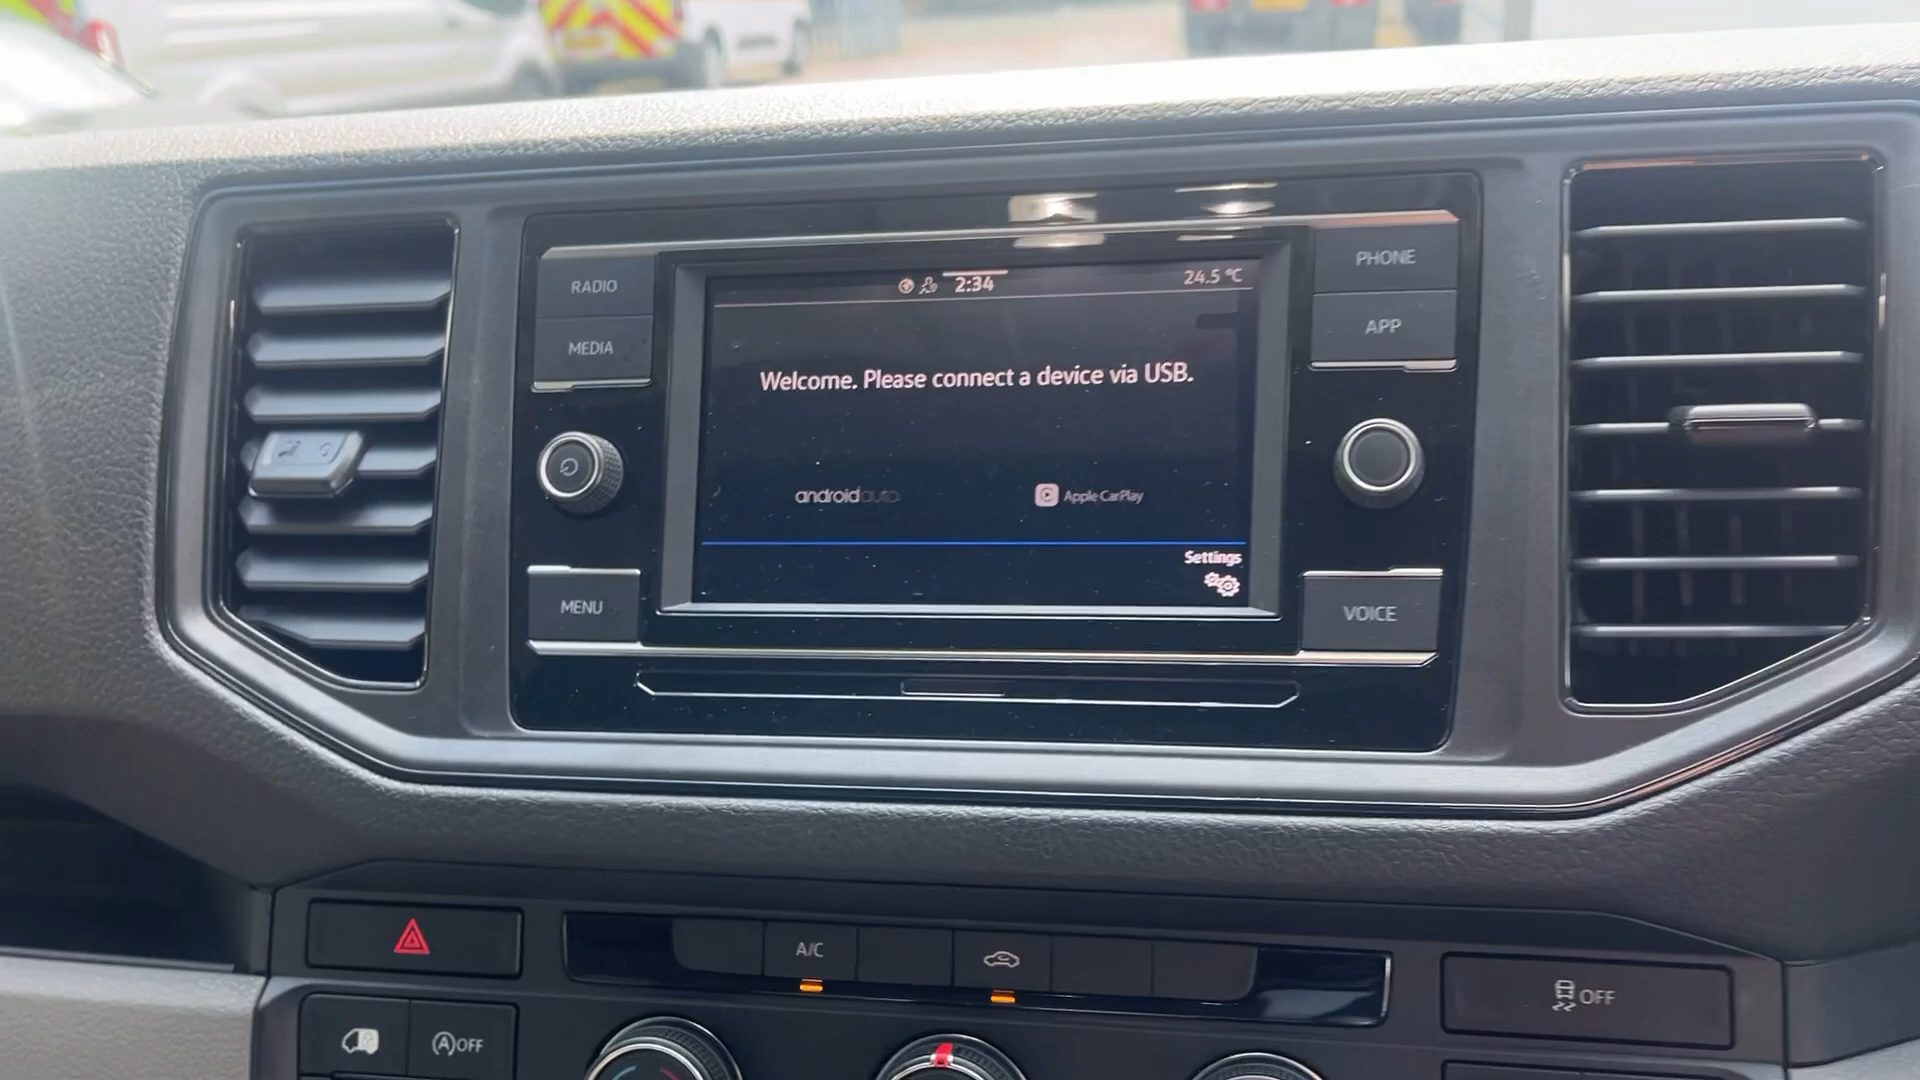 RADIO
MEDIA
MENU
2:34
24.5 °C
Welcome. Please connect a device via USB.
androidauto
Apple CarPlay
Settings
PHONE
APP
VOICE
A/C
OFF
A OFF